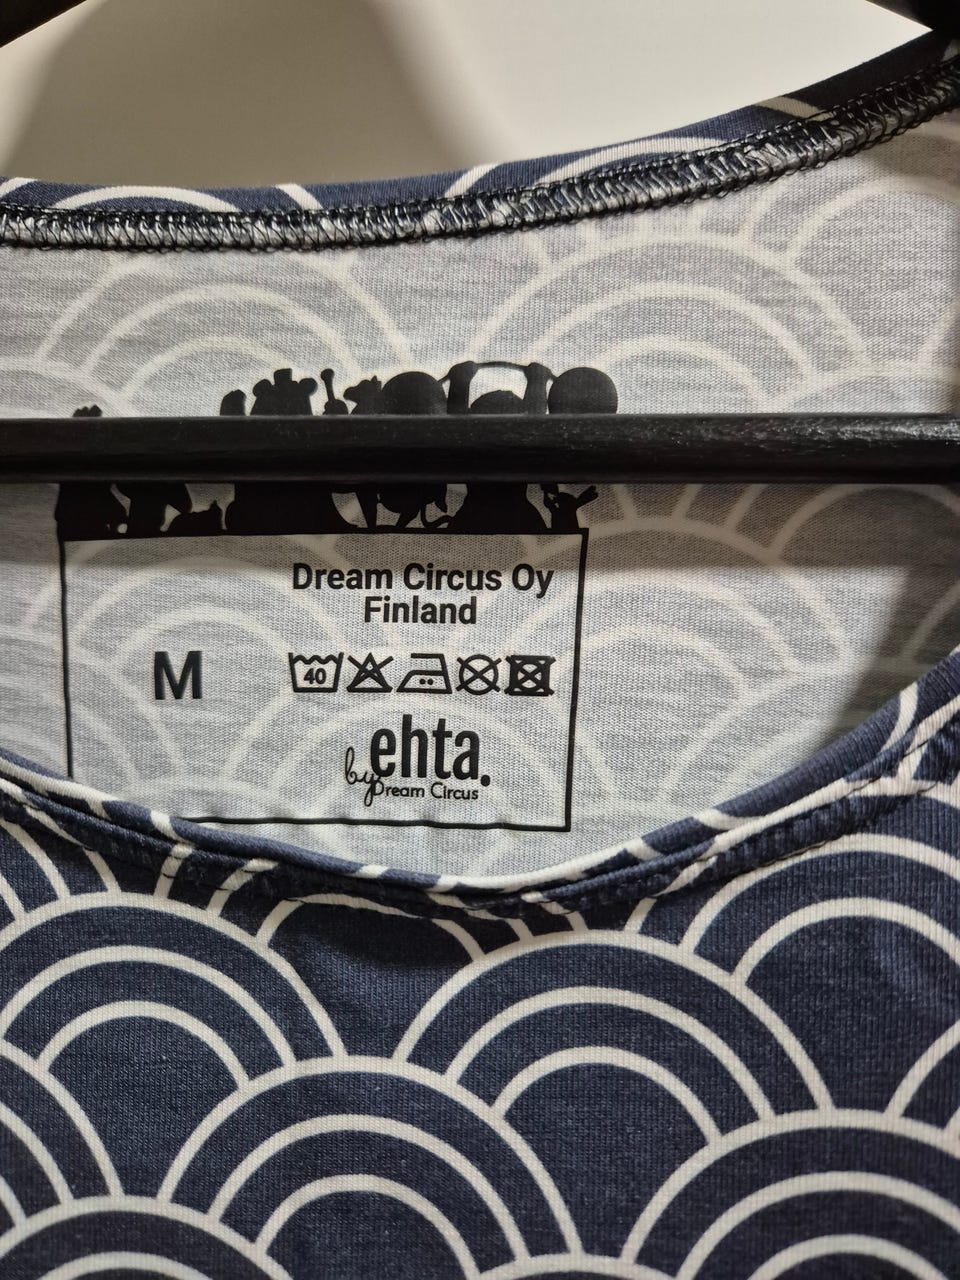 Dream Circus Oy
Finland
M
40
ehta.
by Dream Circus